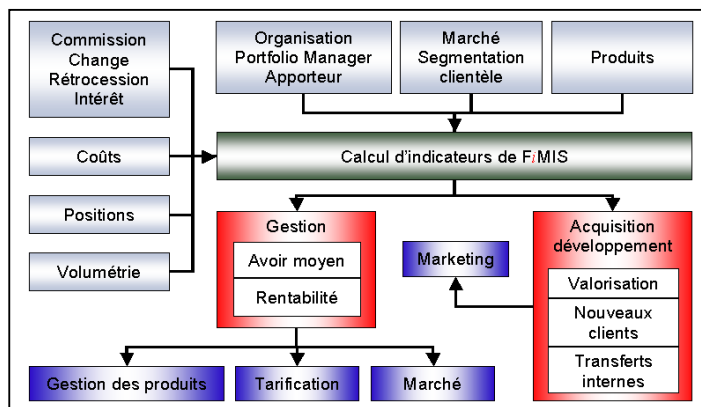 Commission
Change
Rétrocession
Intérêt
Organisation
Portfolio Manager
Apporteur
Marché
Segmentation
clientèle
Produits
Coûts
Calcul d'indicateurs de FiMIS
Positions
Volumétrie
Gestion
Avoir moyen
Rentabilité
Marketing
Acquisition
développement
Valorisation
Nouveaux
clients
Transferts
internes
Gestion des produits
Tarification
Marché